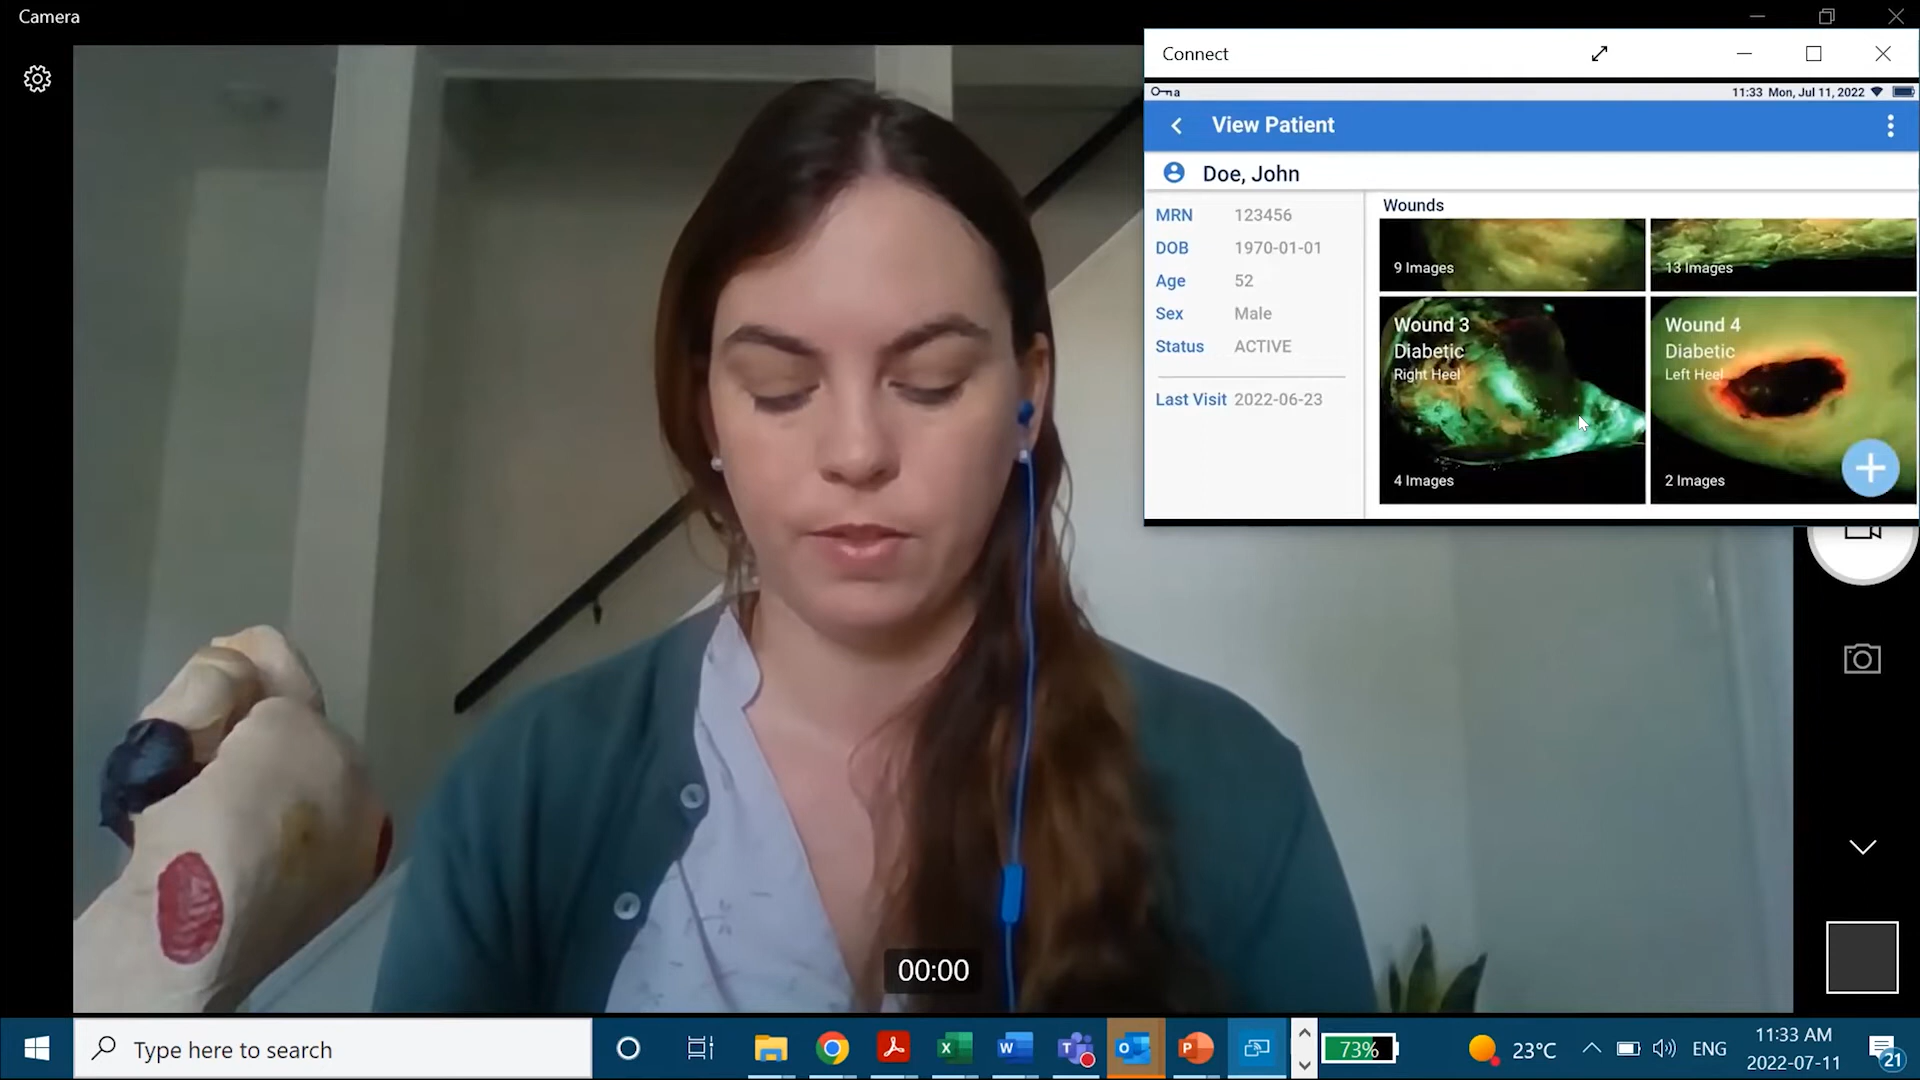 Camera
Connect
a
11:33 Mon, Jul 11, 2022
View Patient
Doe, John
MRN 123456
DOB 1970-01-01
Age 52
Sex Male
Status ACTIVE
Last Visit 2022-06-23
Wounds
9 Images
13 Images
Wound 3
Diabetic
Right Heel
4 Images
Wound 4
Diabetic
Left Heel
2 Images
00:00
Type here to search
73%
23°C
ENG
11:33 AM
2022-07-11
21